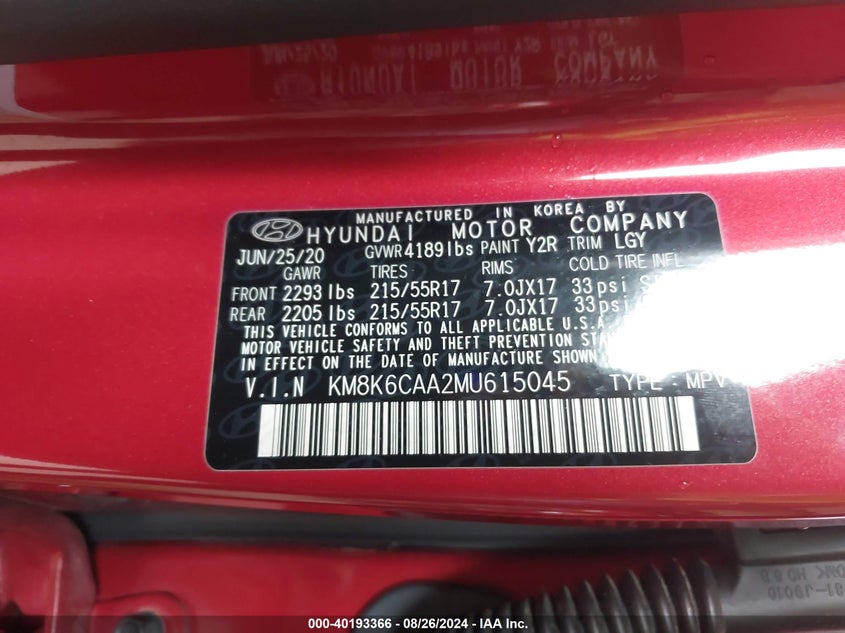 MANUFACTURED IN KOREA BY
HYUNDAI MOTOR COMPANY
JUN/25/20 GVWR 4189lbs PAINT Y2R TRIM LGY
GAWR TIRES RIMS COLD TIRE INFL
FRONT 2293 lbs 215/55R17 7.0JX17 33 psi
REAR 2205 lbs 215/55R17 7.0JX17 33 psi
THIS VEHICLE CONFORMS TO ALL APPLICABLE U.S.A.
MOTOR VEHICLE SAFETY AND THEFT PREVENTION
IN EFFECT ON THE DATE OF MANUFACTURE SHOWN
V.I.N KM8K6CAA2MU615045 TYPE - MPV
81-J9010
000-40193366 - 08/26/2024 - IAA Inc.